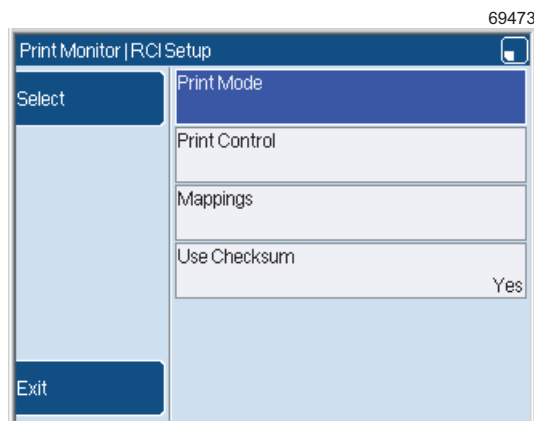 69473
Print Monitor | RCI Setup
Select
Print Mode
Print Control
Mappings
Use Checksum
Yes
Exit